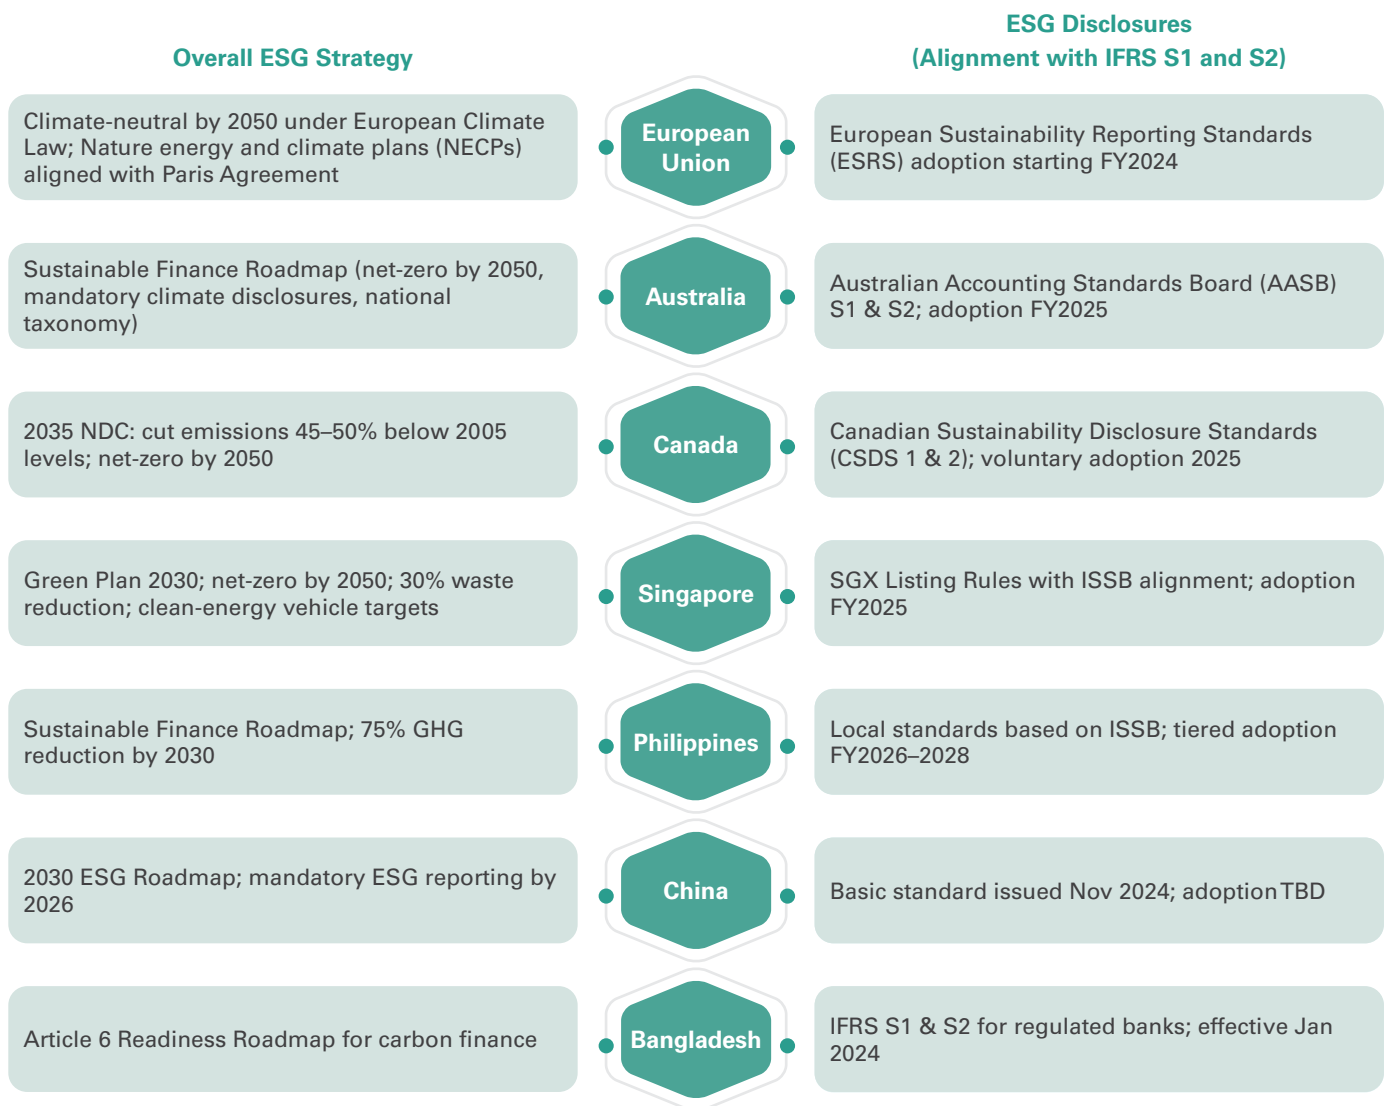 Overall ESG Strategy
ESG Disclosures
(Alignment with IFRS S1 and S2)
Climate-neutral by 2050 under European Climate
Law; Nature energy and climate plans (NECPs)
aligned with Paris Agreement
European
Union
European Sustainability Reporting Standards
(ESRS) adoption starting FY2024
Sustainable Finance Roadmap (net-zero by 2050,
mandatory climate disclosures, national
taxonomy)
Australia
Australian Accounting Standards Board (AASB)
S1 & S2; adoption FY2025
2035 NDC: cut emissions 45–50% below 2005
levels; net-zero by 2050
Canada
Canadian Sustainability Disclosure Standards
(CSDS 1 & 2); voluntary adoption 2025
Green Plan 2030; net-zero by 2050; 30% waste
reduction; clean-energy vehicle targets
Singapore
SGX Listing Rules with ISSB alignment; adoption
FY2025
Sustainable Finance Roadmap; 75% GHG
reduction by 2030
Philippines
Local standards based on ISSB; tiered adoption
FY2026–2028
2030 ESG Roadmap; mandatory ESG reporting by
2026
China
Basic standard issued Nov 2024; adoption TBD
Article 6 Readiness Roadmap for carbon finance
Bangladesh
IFRS S1 & S2 for regulated banks; effective Jan
2024